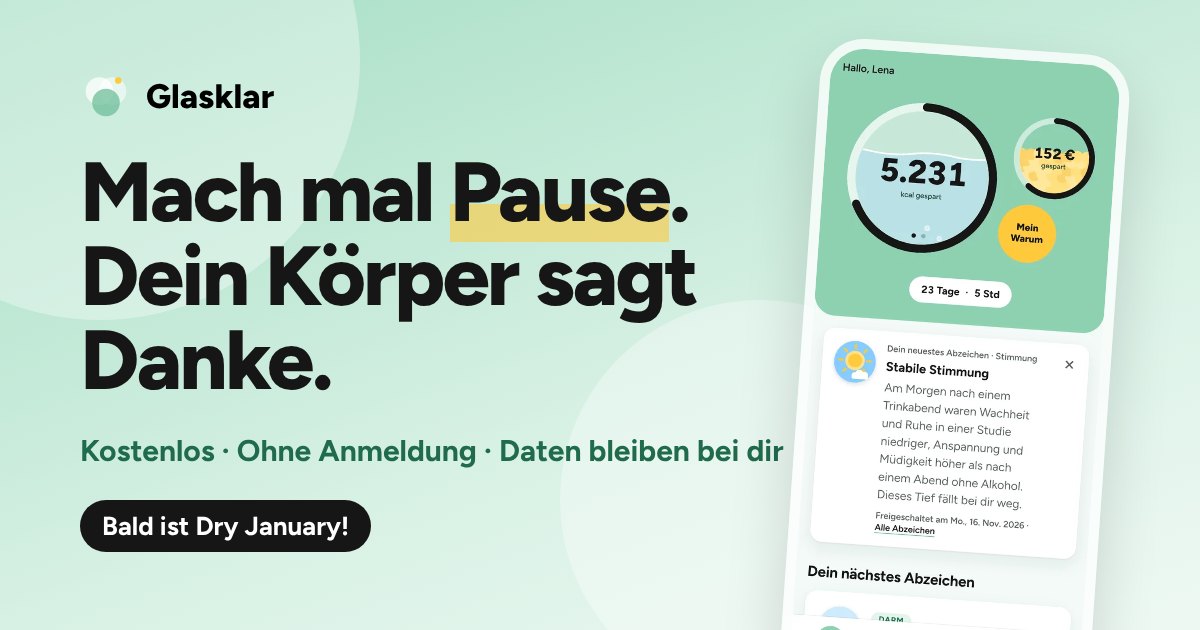 Glasklar
Mach mal Pause.
Dein Körper sagt
Danke.
Kostenlos · Ohne Anmeldung · Daten bleiben bei dir
Bald ist Dry January!
Hallo, Lena
5.231
kcal gespart
152 €
gespart
Mein
Warum
23 Tage · 5 Std
Dein neuestes Abzeichen · Stimmung
Stabile Stimmung
Am Morgen nach einem
Trinkabend waren Wachheit
und Ruhe in einer Studie
niedriger, Anspannung und
Müdigkeit höher als nach
einem Abend ohne Alkohol.
Dieses Tief fällt bei dir weg.
Freigeschaltet am Mo., 16. Nov. 2026 ·
Alle Abzeichen
Dein nächstes Abzeichen
DARM